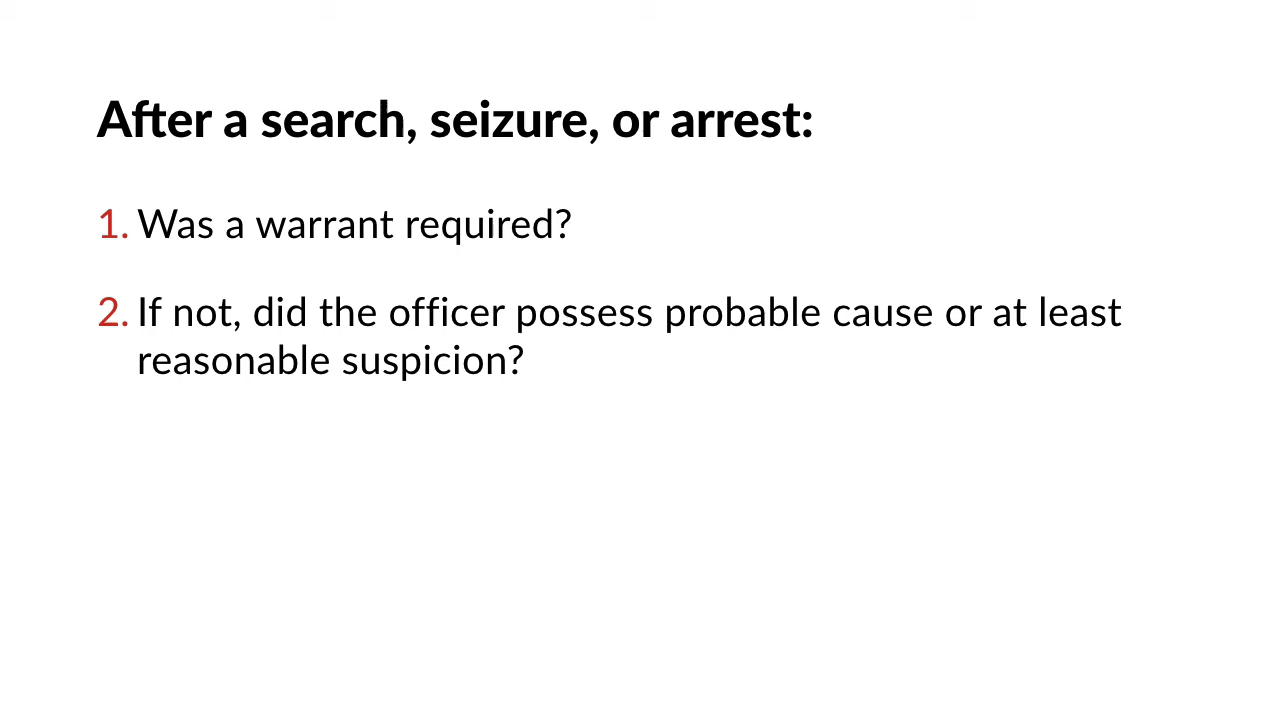 After a search, seizure, or arrest:
1. Was a warrant required?
2. If not, did the officer possess probable cause or at least
reasonable suspicion?